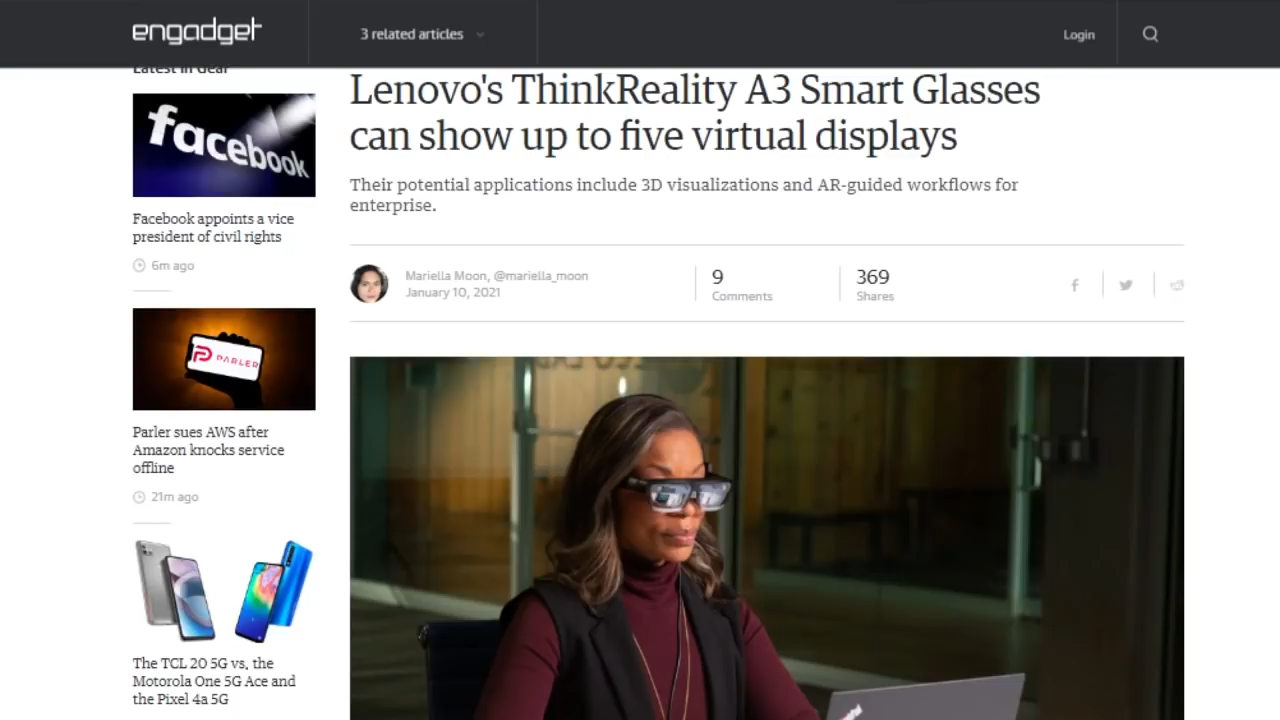 engadget
3 related articles
Login
Latest in Gear
facebook
Facebook appoints a vice
president of civil rights
6m ago
PARLER
Parler sues AWS after
Amazon knocks service
offline
21m ago
The TCL 20 5G vs. the
Motorola One 5G Ace and
the Pixel 4a 5G
Lenovo's ThinkReality A3 Smart Glasses
can show up to five virtual displays
Their potential applications include 3D visualizations and AR-guided workflows for
enterprise.
Mariella Moon, @mariella_moon
January 10, 2021
9
Comments
369
Shares